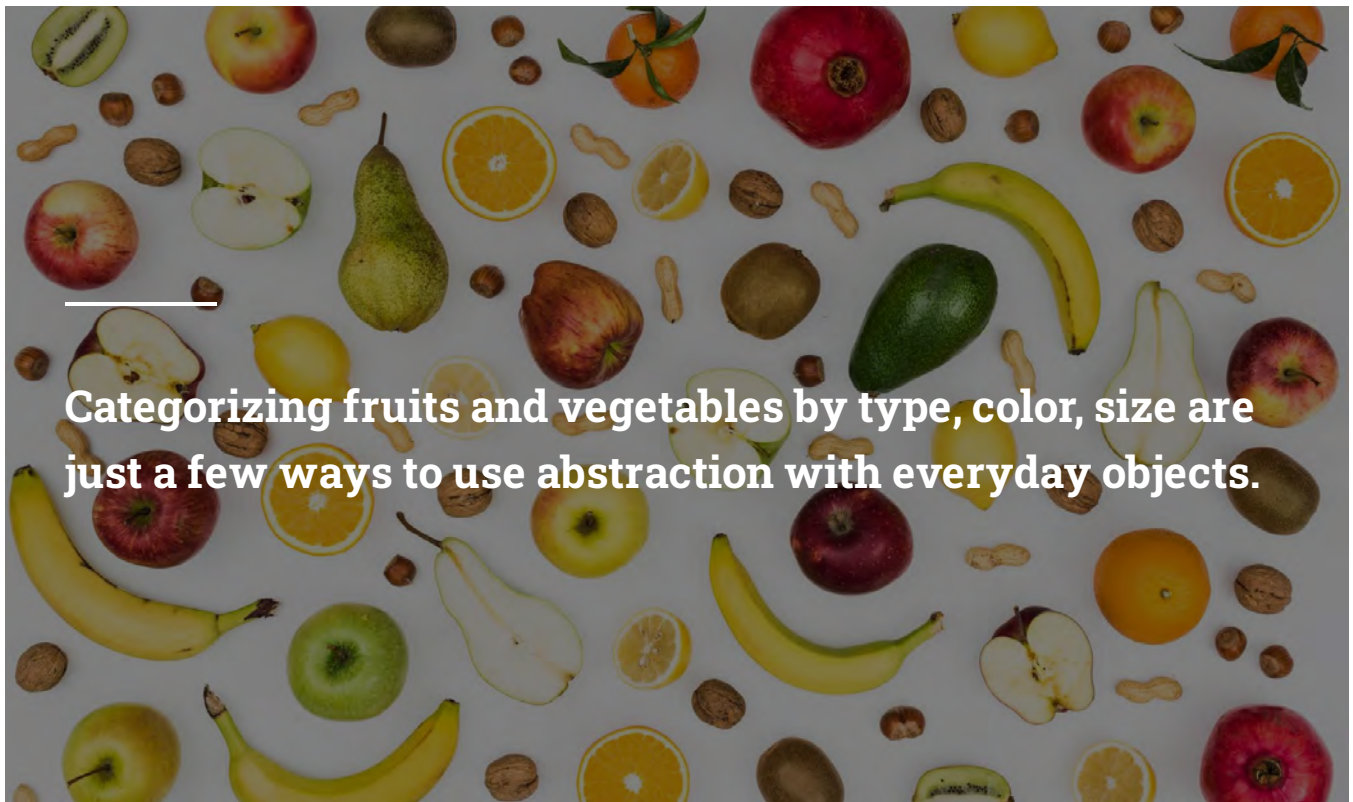 Categorizing fruits and vegetables by type, color, size are
just a few ways to use abstraction with everyday objects.